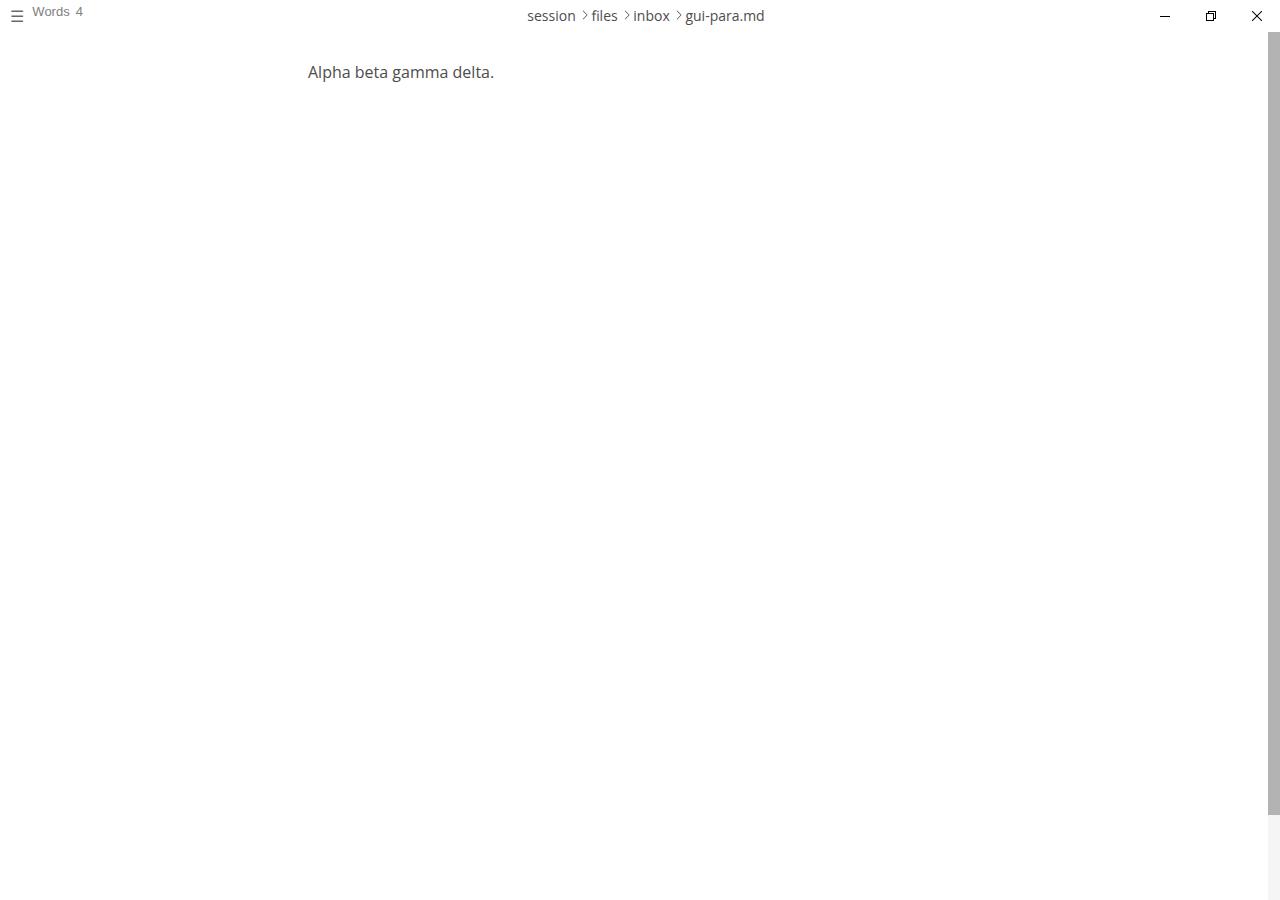 ☰ Words 4 session > files > inbox > gui-para.md
Alpha beta gamma delta.